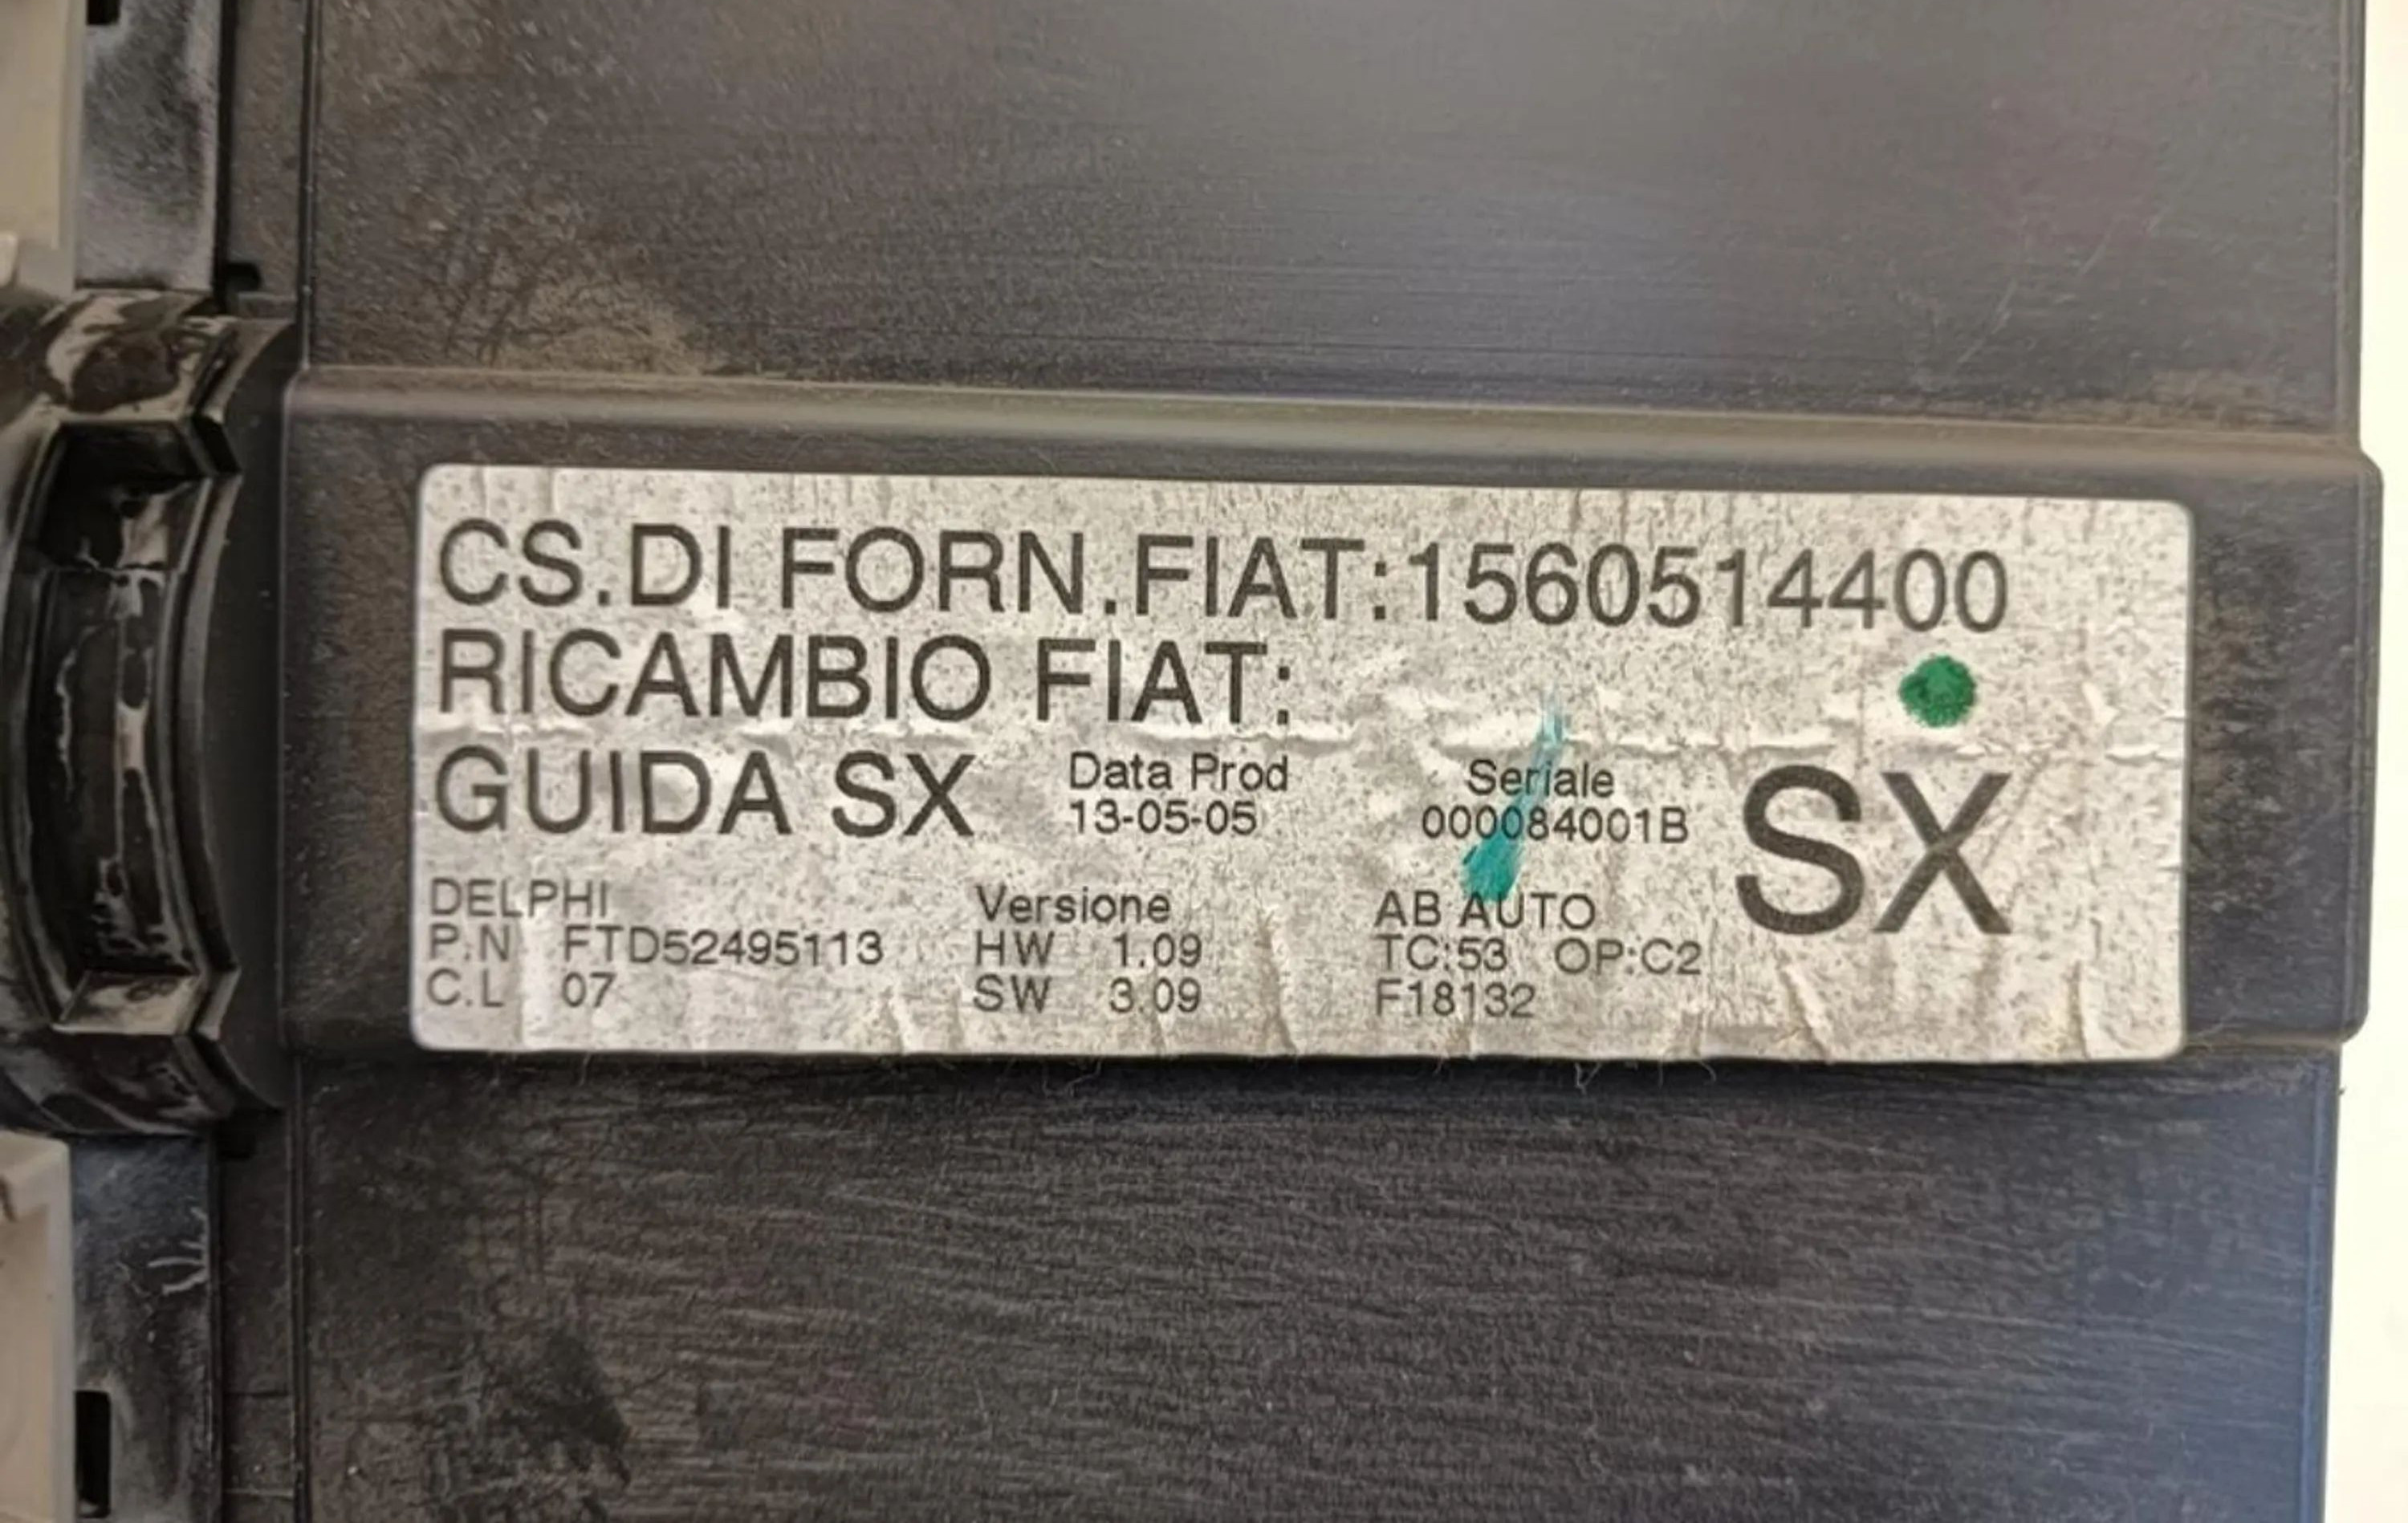 CS.DI FORN.FIAT:1560514400
RICAMBIO FIAT:
GUIDA SX
Data Prod
13-05-05
Seriale
000084001B
SX
DELPHI
P.N FTD52495113
C.L 07
Versione
HW 1.09
SW 3.09
AB AUTO
TC:53 OP:C2
F18132